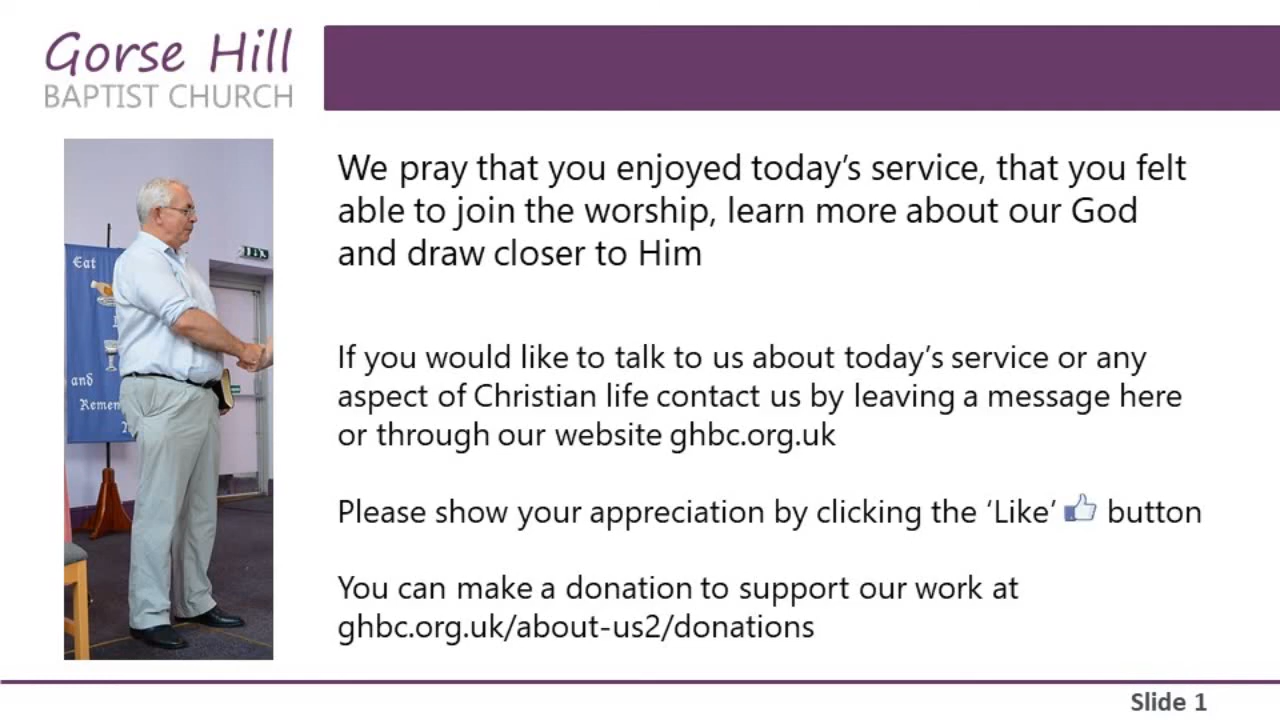 Gorse Hill
BAPTIST CHURCH
We pray that you enjoyed today's service, that you felt
able to join the worship, learn more about our God
and draw closer to Him
If you would like to talk to us about today's service or any
aspect of Christian life contact us by leaving a message here
or through our website ghbc.org.uk
Please show your appreciation by clicking the 'Like' button
You can make a donation to support our work at
ghbc.org.uk/about-us2/donations
Eat
and
Remem
Slide 1